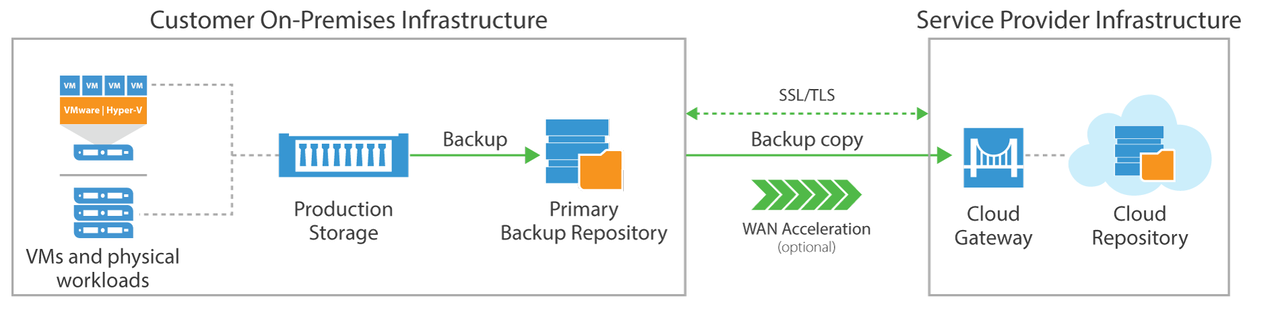 Customer On-Premises Infrastructure
Service Provider Infrastructure
VM VM VM VM
VMware | Hyper-V
VMs and physical
workloads
Production
Storage
Backup
Primary
Backup Repository
SSL/TLS
Backup copy
WAN Acceleration
(optional)
Cloud
Gateway
Cloud
Repository